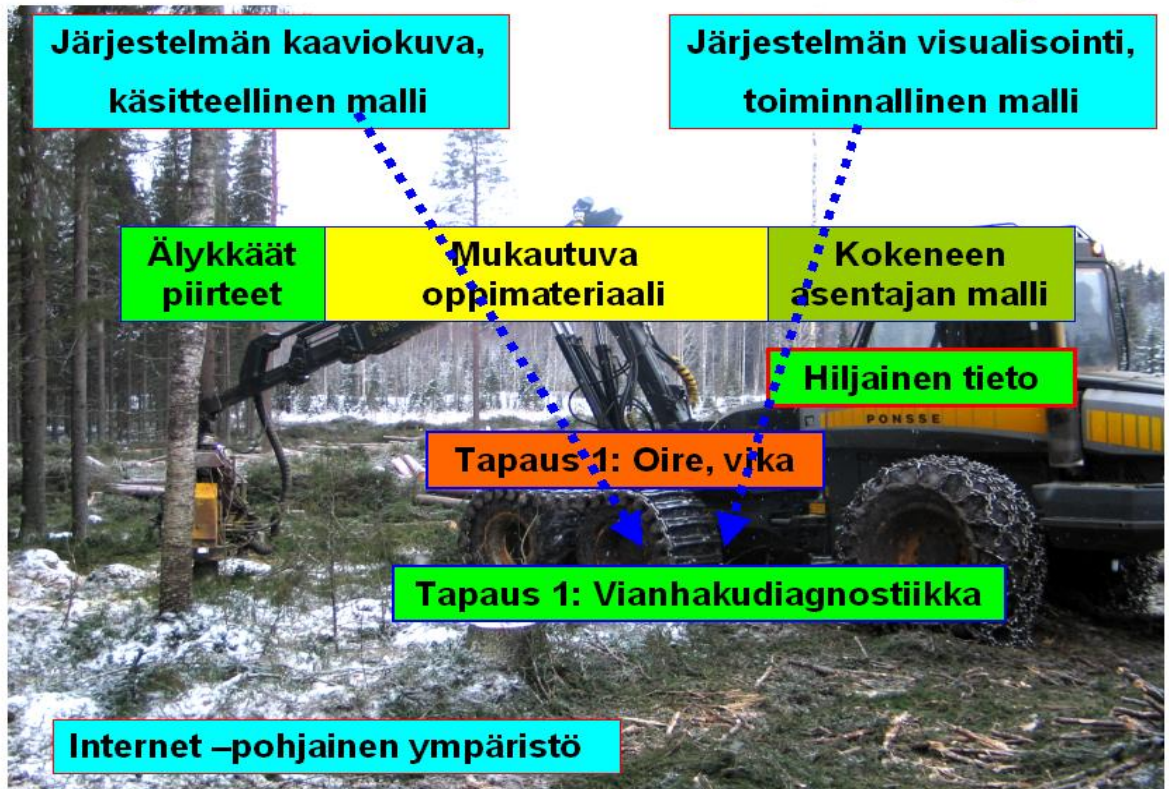 Järjestelmän kaaviokuva,
käsitteellinen malli
Järjestelmän visualisointi,
toiminnallinen malli
Älykkäät
piirteet
Mukautuva
oppimateriaali
Kokeneen
asentajan malli
Hiljainen tieto
PONSSE
Tapaus 1: Oire, vika
Tapaus 1: Vianhakudiagnostiikka
Internet –pohjainen ympäristö